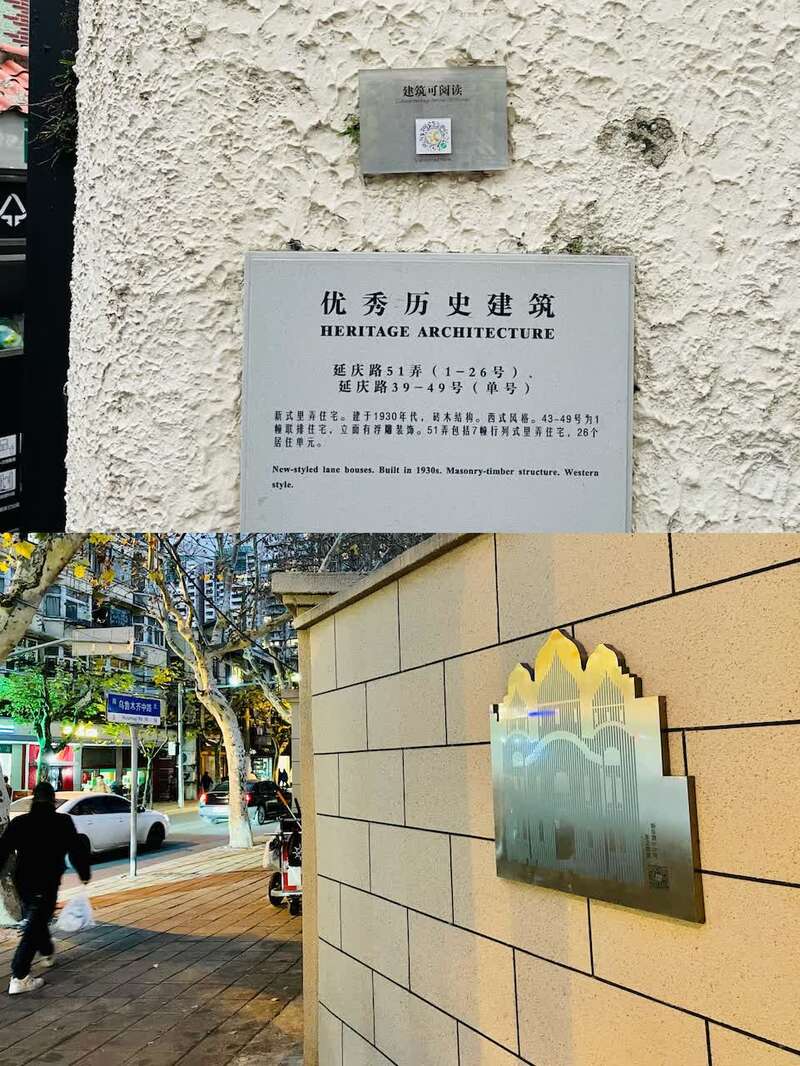 建筑可阅读
优秀历史建筑
HERITAGE ARCHITECTURE
延庆路51弄（1-26号）、
延庆路39-49号（单号）
新式里弄住宅。建于1930年代，砖木结构。西式风格。43-49号为1
幢联排住宅，立面有浮雕装饰。51弄包括7幢行列式里弄住宅，26个
居住单元。
New-styled lane houses. Built in 1930s. Masonry-timber structure. Western
style.
乌鲁木齐中路